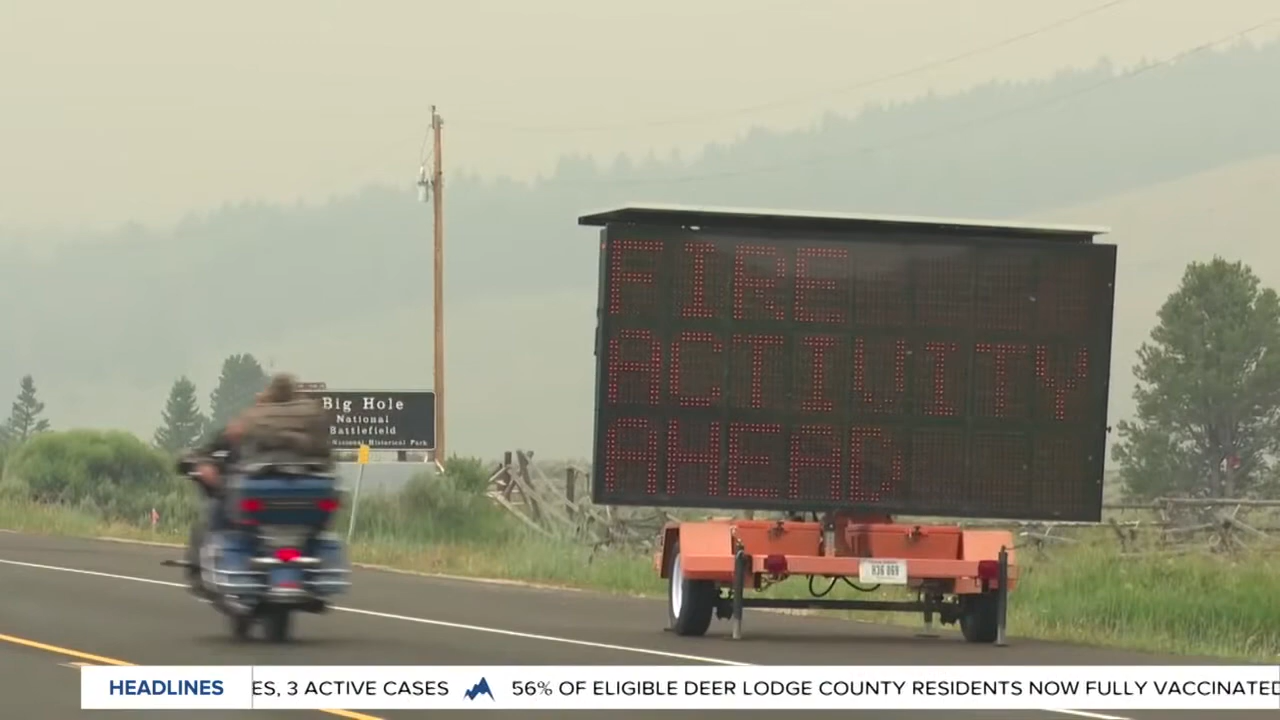 FIRE
ACTIVITY
AHEAD
Big Hole
National
Battlefield
National Historical Park
HEADLINES
ES, 3 ACTIVE CASES
56% OF ELIGIBLE DEER LODGE COUNTY RESIDENTS NOW FULLY VACCINATED